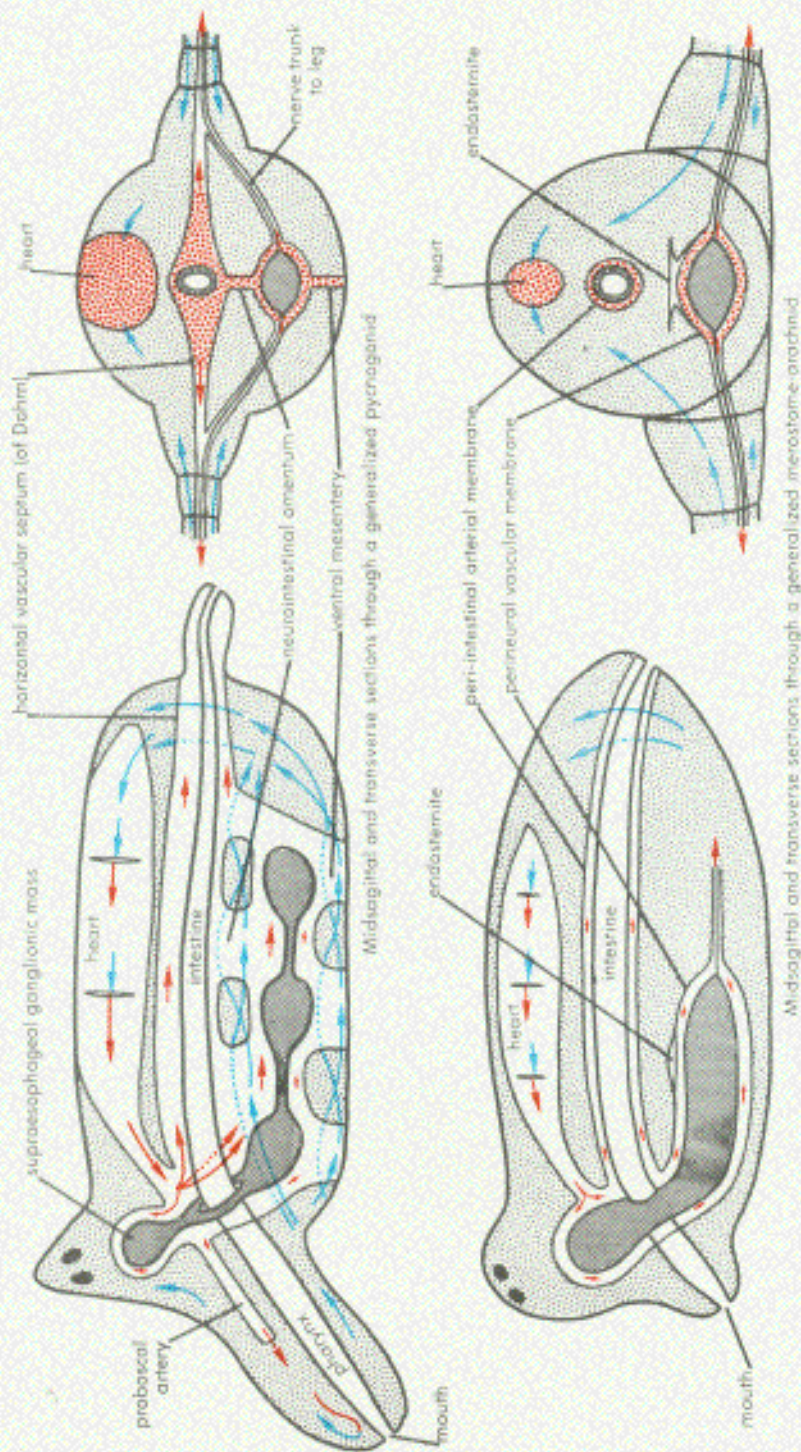 supraesophageal ganglionic mass
horizontal vascular septum (of Dohrn)
heart
heart
intestine
proboscal
artery
pharynx
mouth
nerve trunk
to leg
neurointestinal omentum
ventral mesentery
Midsagittal and transverse sections through a generalized pycnogonid
endosternite
peri-intestinal arterial membrane
perineural vascular membrane
heart
endosternite
heart
intestine
mouth
Midsagittal and transverse sections through a generalized merostome arachnid